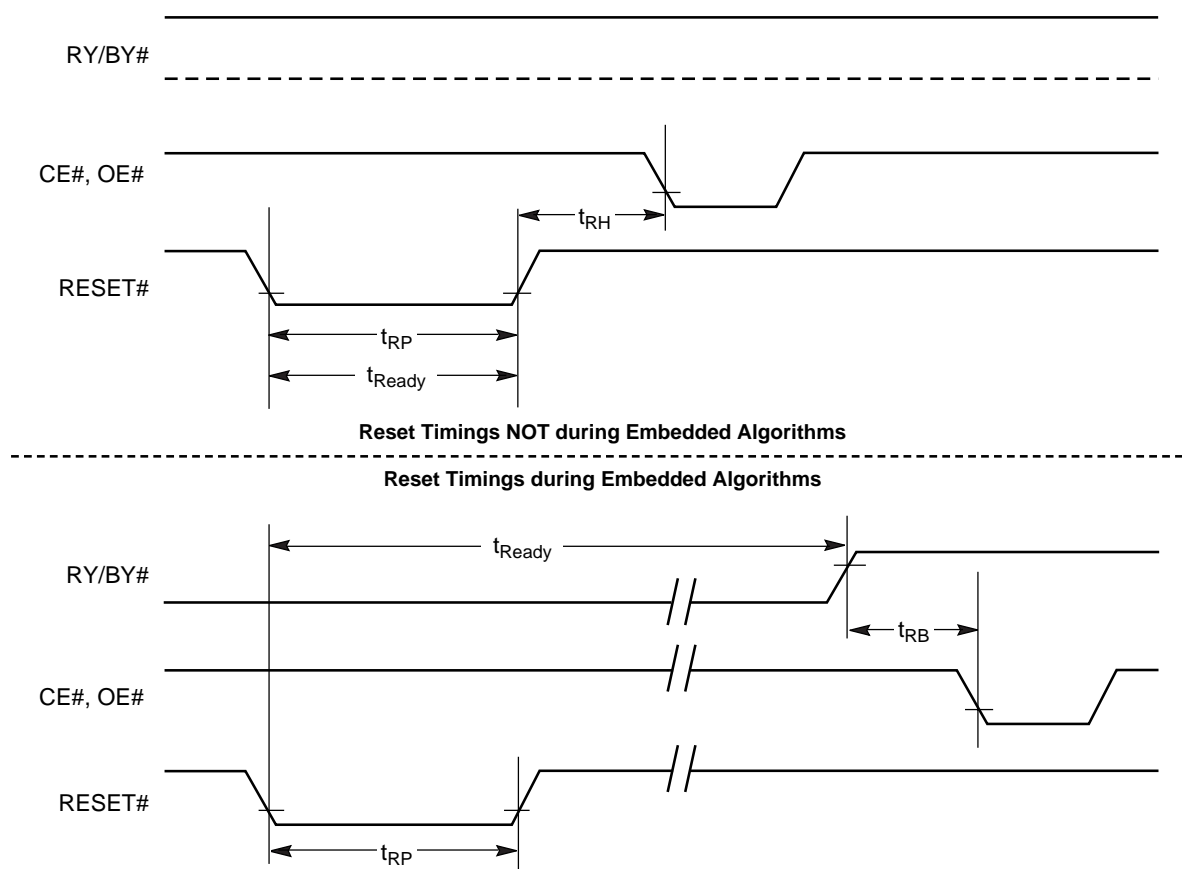 RY/BY#
CE#, OE#
tRH
RESET#
tRP
tReady
Reset Timings NOT during Embedded Algorithms
Reset Timings during Embedded Algorithms
tReady
RY/BY#
tRB
CE#, OE#
RESET#
tRP